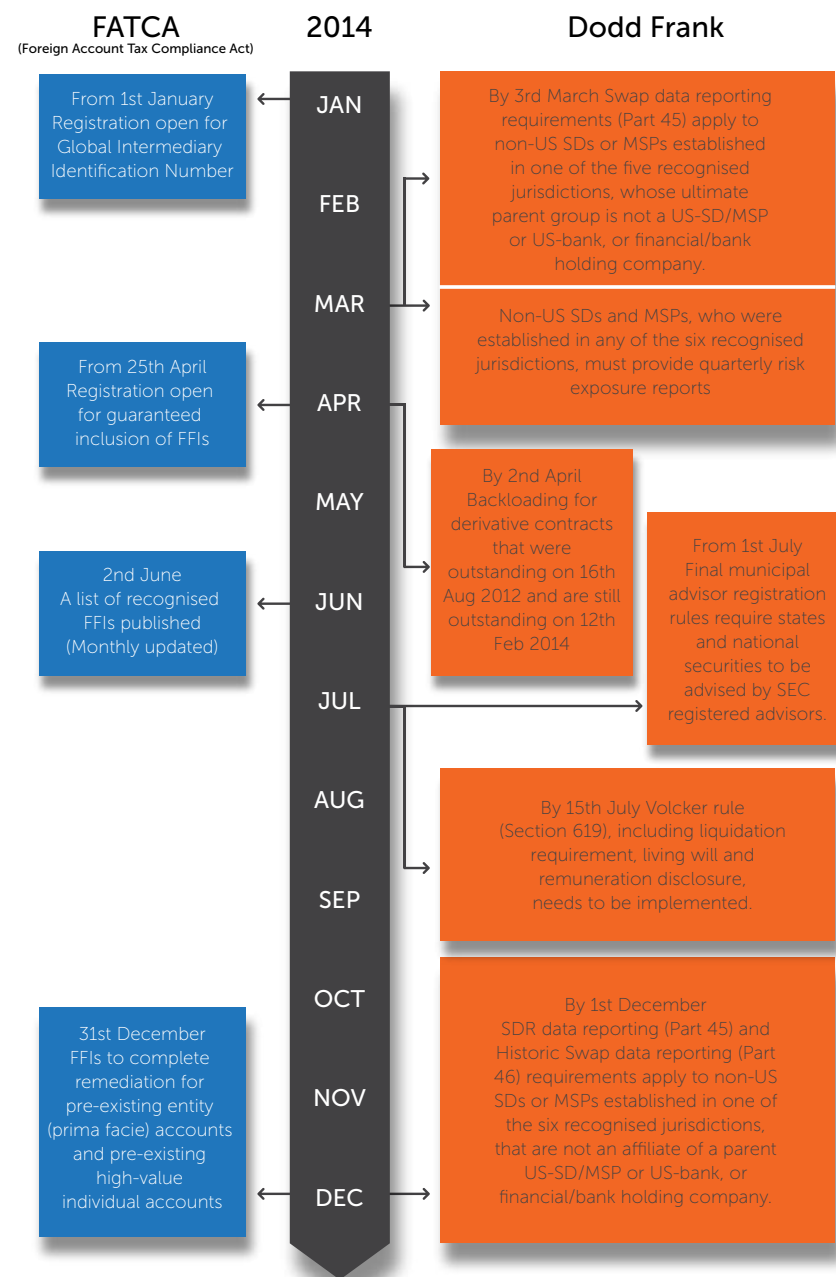 FATCA
(Foreign Account Tax Compliance Act)
2014
Dodd Frank
From 1st January
Registration open for
Global Intermediary
Identification Number
JAN
By 3rd March Swap data reporting
requirements (Part 45) apply to
non-US SDs or MSPs established
in one of the five recognised
jurisdictions, whose ultimate
parent group is not a US-SD/MSP
or US-bank, or financial/bank
holding company.
FEB
MAR
Non-US SDs and MSPs, who were
established in any of the six recognised
jurisdictions, must provide quarterly risk
exposure reports
From 25th April
Registration open
for guaranteed
inclusion of FFIs
APR
MAY
By 2nd April
Backloading for
derivative contracts
that were
outstanding on 16th
Aug 2012 and are still
outstanding on 12th
Feb 2014
2nd June
A list of recognised
FFIs published
(Monthly updated)
JUN
From 1st July
Final municipal
advisor registration
rules require states
and national
securities to be
advised by SEC
registered advisors.
JUL
AUG
By 15th July Volcker rule
(Section 619), including liquidation
requirement, living will and
remuneration disclosure,
needs to be implemented.
SEP
OCT
31st December
FFIs to complete
remediation for
pre-existing entity
(prima facie) accounts
and pre-existing
high-value
individual accounts
NOV
DEC
By 1st December
SDR data reporting (Part 45) and
Historic Swap data reporting (Part
46) requirements apply to non-US
SDs or MSPs established in one of
the six recognised jurisdictions,
that are not an affiliate of a parent
US-SD/MSP or US-bank, or
financial/bank holding company.